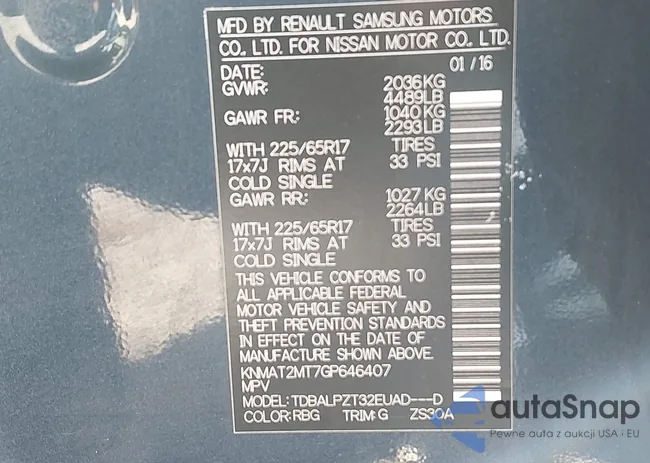 MFD BY RENAULT SAMSUNG MOTORS
CO., LTD. FOR NISSAN MOTOR CO., LTD.
DATE: 01 / 16
GVWR: 2036KG
4489LB
GAWR FR: 1040 KG
2293LB
WITH 225/65R17 TIRES
17x7J RIMS AT 33 PSI
COLD SINGLE
GAWR RR: 1027 KG
2264LB
WITH 225/65R17 TIRES
17x7J RIMS AT 33 PSI
COLD SINGLE
THIS VEHICLE CONFORMS TO
ALL APPLICABLE FEDERAL
MOTOR VEHICLE SAFETY AND
THEFT PREVENTION STANDARDS
IN EFFECT ON THE DATE OF
MANUFACTURE SHOWN ABOVE.
KNMAT2MT7GP646407
MPV
MODEL: TDBALPZT32EUAD---D
COLOR: RBG TRIM: G ZS30A
autaSnap
Pewne auta z aukcji USA i EU